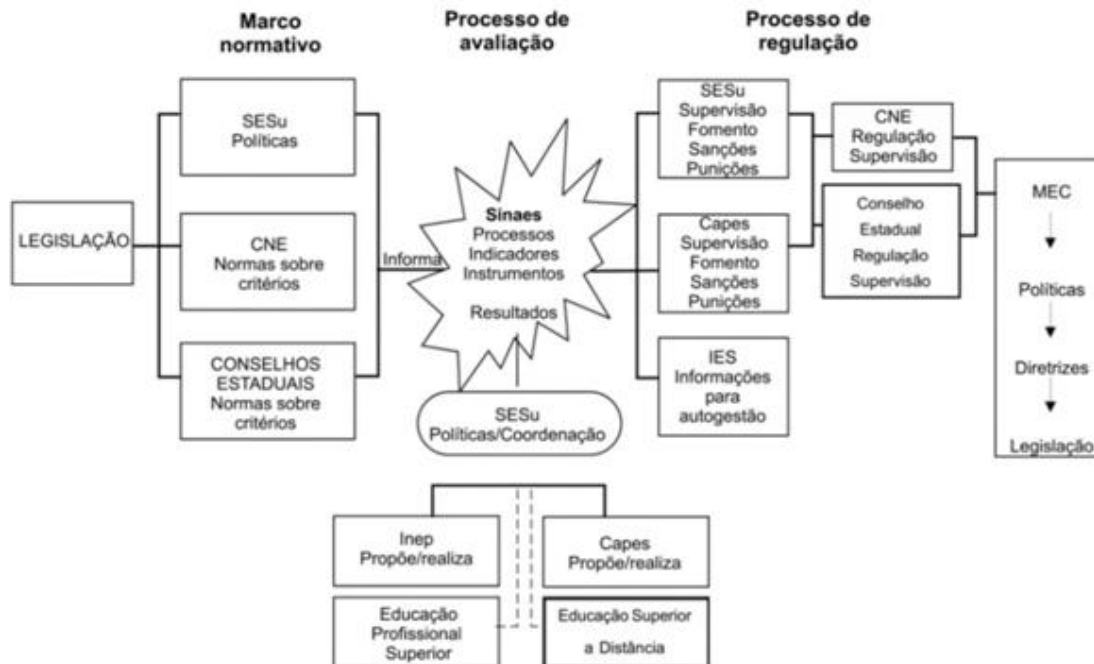 Marco
normativo
Processo de
avaliação
Processo de
regulação
LEGISLAÇÃO
SESu
Políticas
CNE
Normas sobre
critérios
CONSELHOS
ESTADUAIS
Normas sobre
critérios
Informa
Sinaes
Processos
Indicadores
Instrumentos
Resultados
SESu
Políticas/Coordenação
SESu
Supervisão
Fomento
Sanções
Punições
Capes
Supervisão
Fomento
Sanções
Punições
IES
Informações
para
autogestão
CNE
Regulação
Supervisão
Conselho
Estadual
Regulação
Supervisão
MEC
Políticas
Diretrizes
Legislação
Inep
Propõe/realiza
Capes
Propõe/realiza
Educação
Profissional
Superior
Educação Superior
a Distância